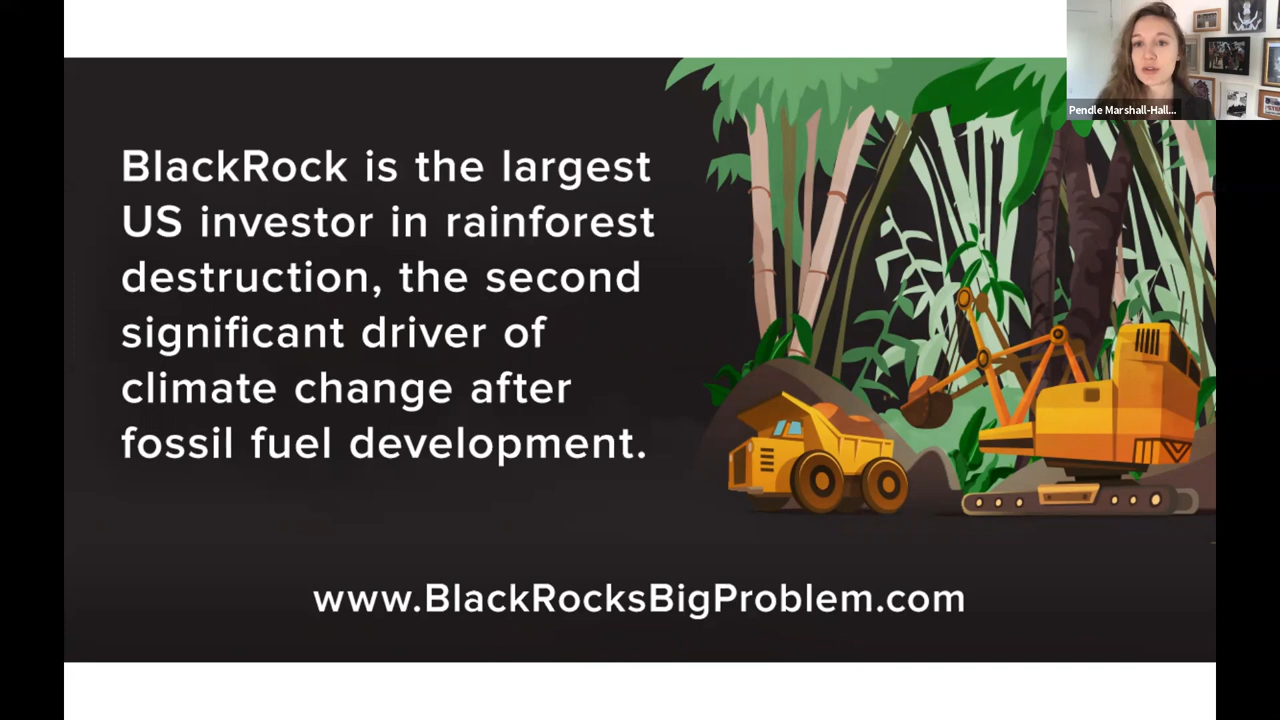 Pendle Marshall-Hall...
BlackRock is the largest
US investor in rainforest
destruction, the second
significant driver of
climate change after
fossil fuel development.
www.BlackRocksBigProblem.com